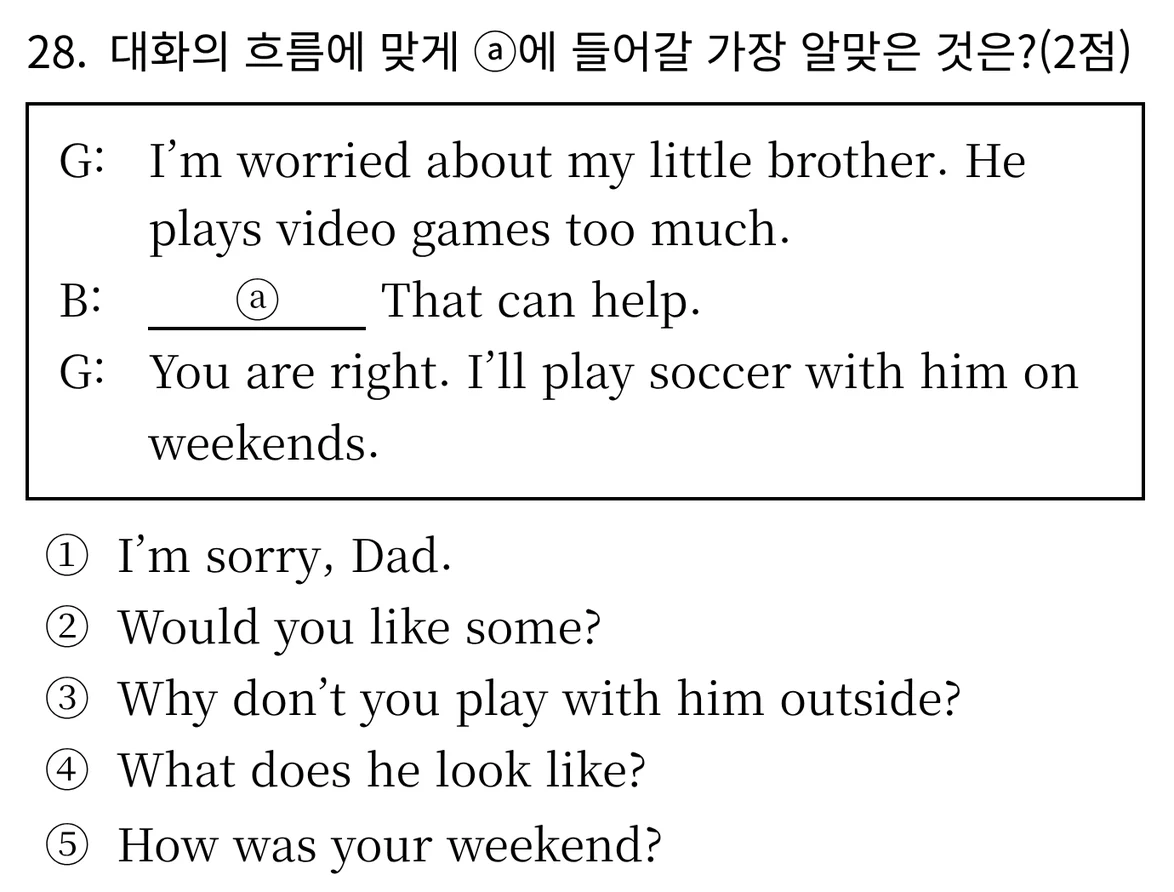 28. 대화의 흐름에 맞게 ⓐ에 들어갈 가장 알맞은 것은?(2점)
G: I’m worried about my little brother. He
plays video games too much.
B: ⓐ That can help.
G: You are right. I’ll play soccer with him on
weekends.
① I’m sorry, Dad.
② Would you like some?
③ Why don’t you play with him outside?
④ What does he look like?
⑤ How was your weekend?